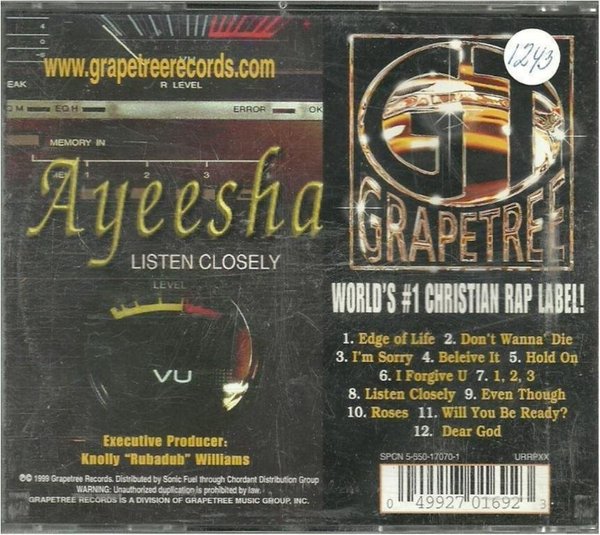 www.grapetreerecords.com
EAK
R LEVEL
EQ H
ERROR
OK
MEMORY IN
1 2 3
Ayeesha
LISTEN CLOSELY
LEVEL
VU
Executive Producer:
Knolly "Rubadub" Williams
℗© 1999 Grapetree Records. Distributed by Sonic Fuel through Chordant Distribution Group
WARNING: Unauthorized duplication is prohibited by law.
GRAPETREE RECORDS IS A DIVISION OF GRAPETREE MUSIC GROUP, INC.
1243
GT
GRAPETREE
WORLD'S #1 CHRISTIAN RAP LABEL!
1. Edge of Life 2. Don't Wanna' Die
3. I'm Sorry 4. Beleive It 5. Hold On
6. I Forgive U 7. 1, 2, 3
8. Listen Closely 9. Even Though
10. Roses 11. Will You Be Ready?
12. Dear God
SPCN 5-550-17070-1 URRPXX
0 49927 01692 3